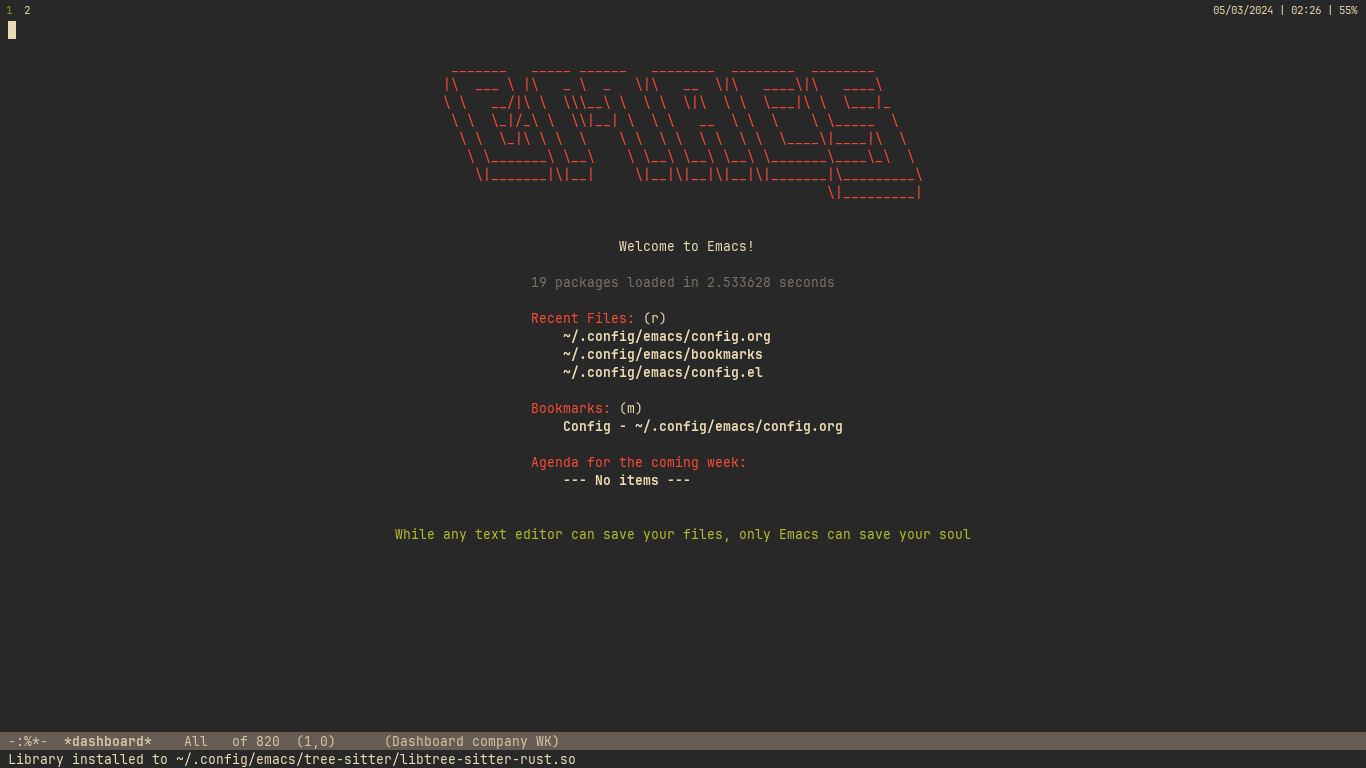 1 2
05/03/2024 | 02:26 | 55%
EMACS
Welcome to Emacs!
19 packages loaded in 2.533628 seconds
Recent Files: (r)
~/.config/emacs/config.org
~/.config/emacs/bookmarks
~/.config/emacs/config.el
Bookmarks: (m)
Config - ~/.config/emacs/config.org
Agenda for the coming week:
--- No items ---
While any text editor can save your files, only Emacs can save your soul
-:%*-  *dashboard*    All   of 820  (1,0)      (Dashboard company WK)
Library installed to ~/.config/emacs/tree-sitter/libtree-sitter-rust.so